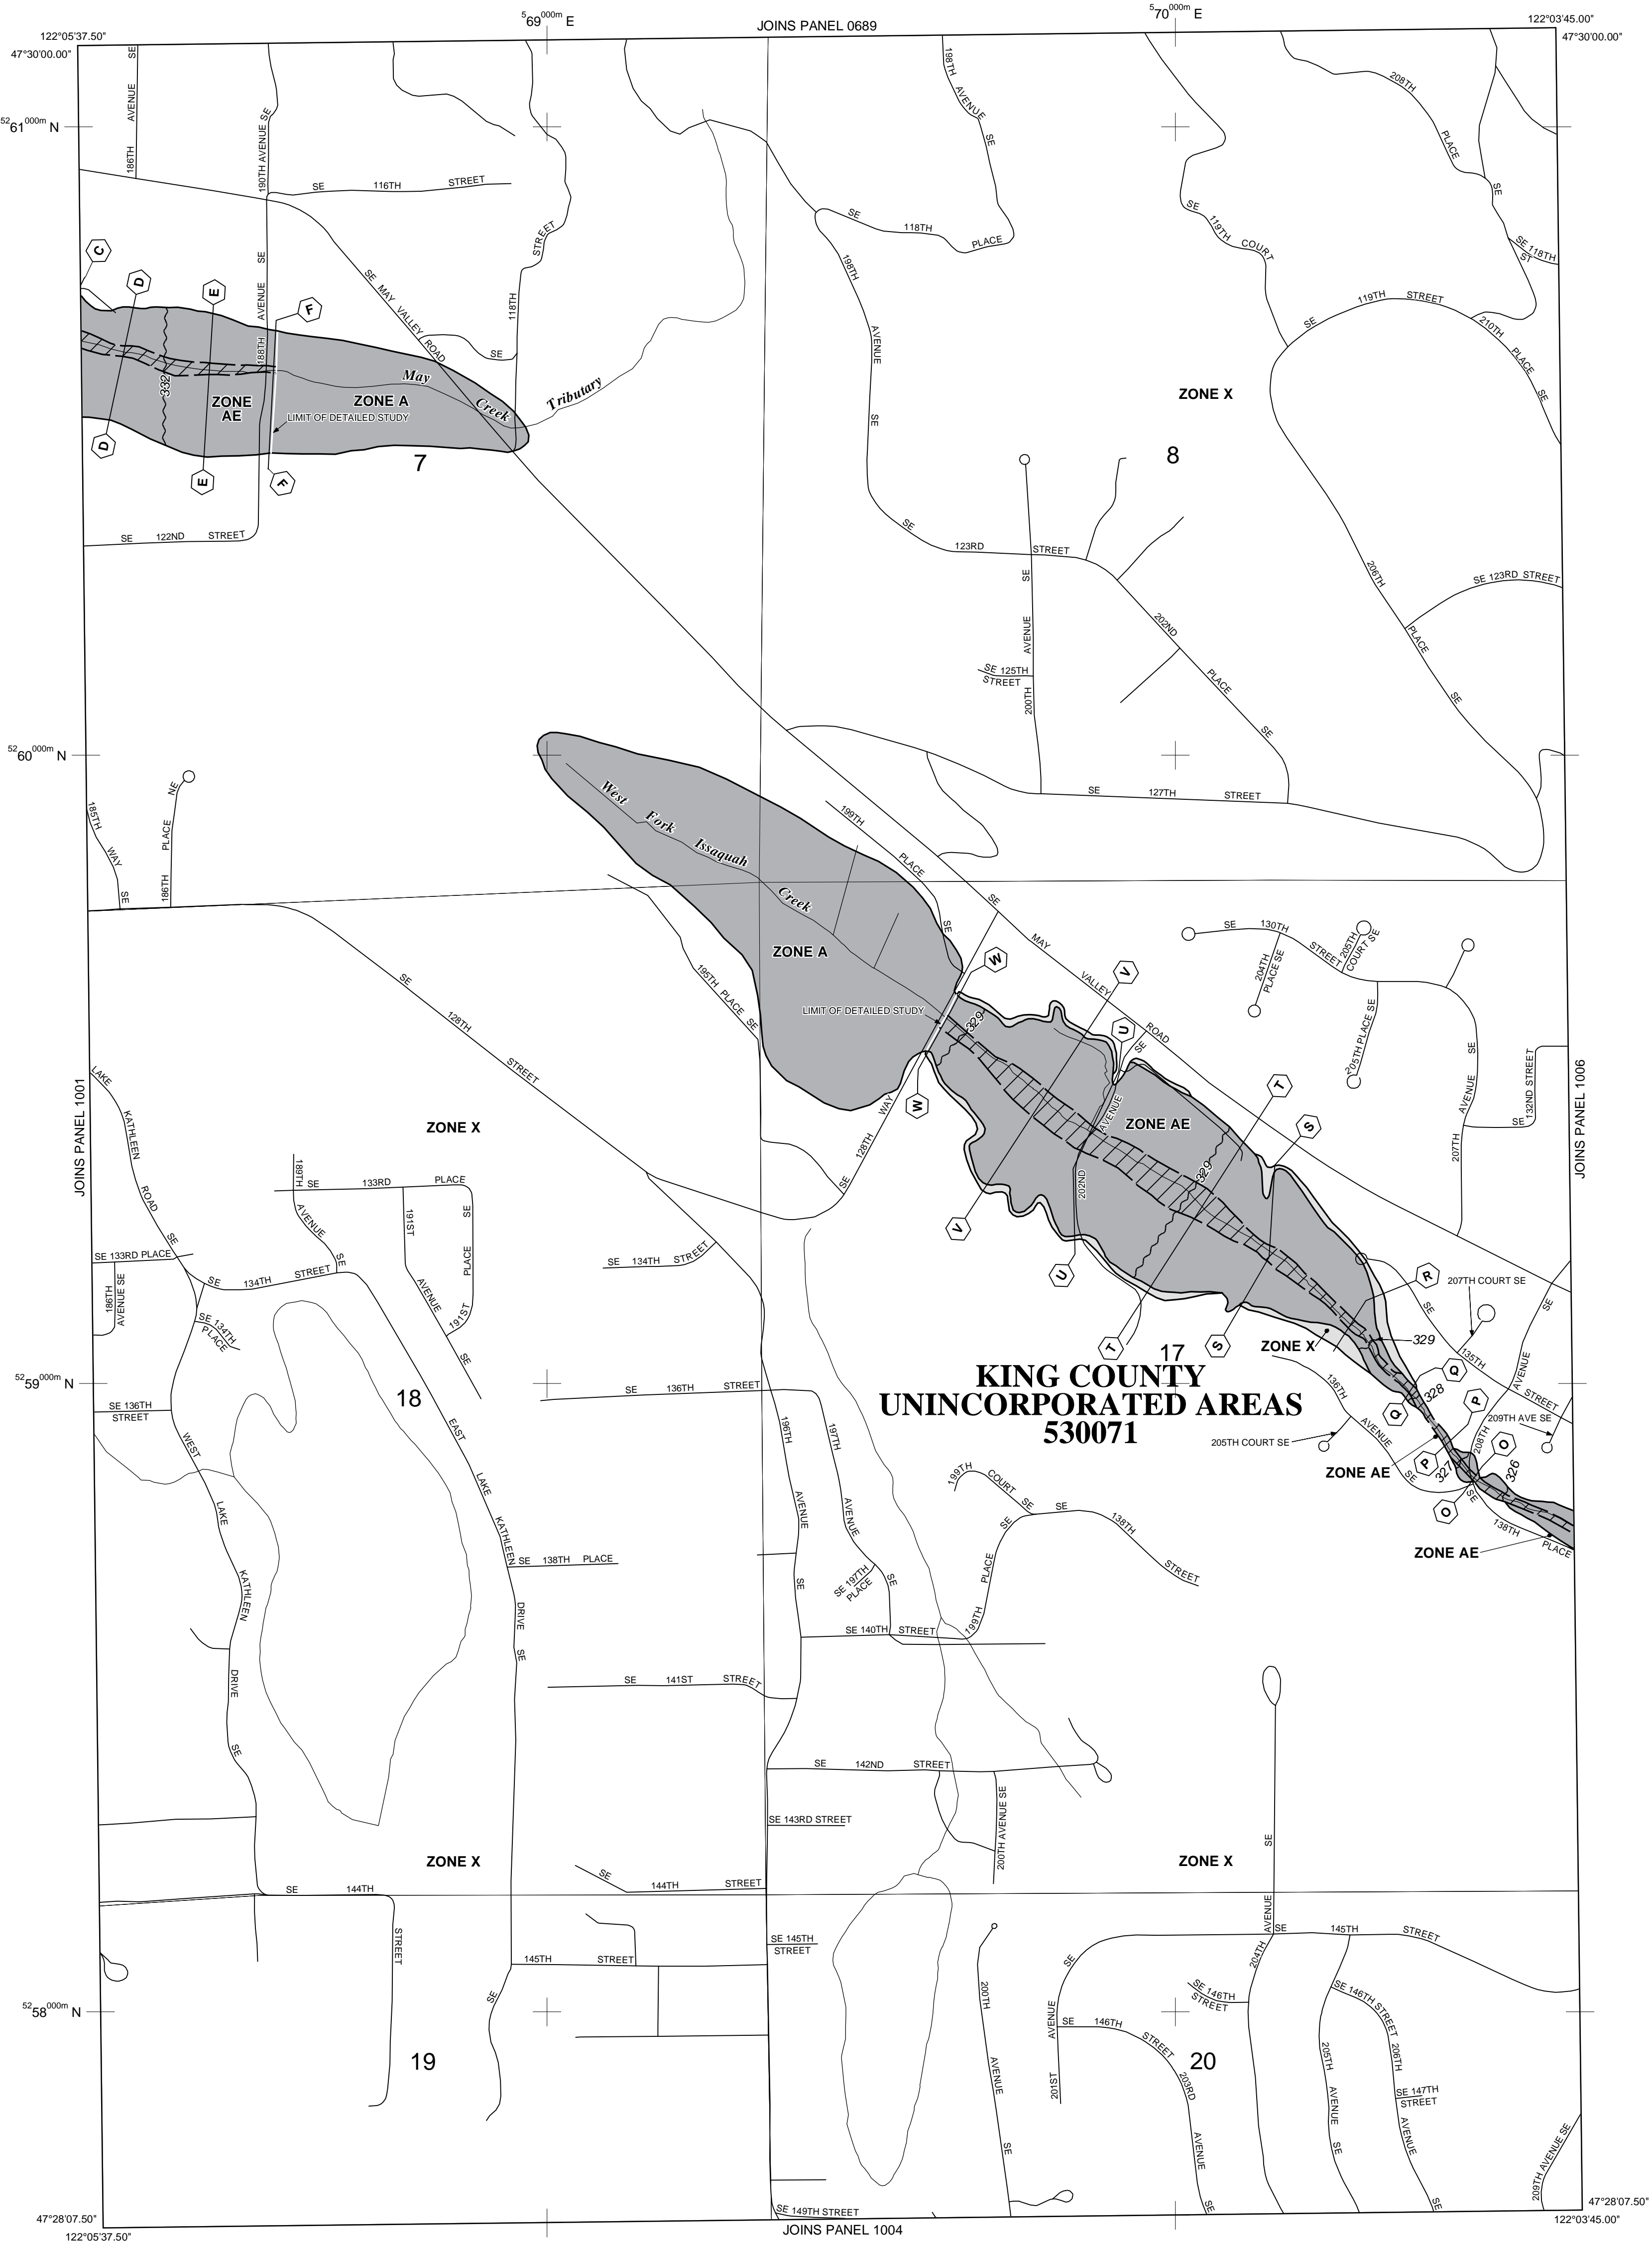 JOINS PANEL 0689
122°05'37.50"
47°30'00.00"
⁵69⁰⁰⁰ᵐ E
⁵70⁰⁰⁰ᵐ E
122°03'45.00"
47°30'00.00"
⁵²61⁰⁰⁰ᵐ N
186TH AVENUE SE
190TH AVENUE SE
SE 116TH STREET
198TH AVENUE SE
208TH PLACE SE
SE 118TH PLACE
SE 119TH COURT
SE 118TH
ST
118TH STREET
SE
188TH AVENUE SE
SE MAY VALLEY ROAD
198TH AVENUE SE
SE 119TH STREET
210TH PLACE SE
C
D
E
F
332
ZONE
AE
ZONE A
LIMIT OF DETAILED STUDY
May
Creek
Tributary
D
E
F
7
ZONE X
8
SE 122ND STREET
SE 123RD STREET
SE 125TH
STREET
200TH AVENUE SE
202ND PLACE SE
206TH PLACE SE
SE 123RD STREET
⁵²60⁰⁰⁰ᵐ N
185TH WAY SE
186TH PLACE NE
SE 127TH STREET
West
Fork
Issaquah
Creek
199TH PLACE SE
ZONE A
195TH PLACE SE
LIMIT OF DETAILED STUDY
SE MAY VALLEY ROAD
SE 130TH STREET
204TH
PLACE SE
205TH
COURT SE
205TH PLACE SE
207TH AVENUE SE
SE
132ND STREET
SE 128TH STREET
SE 128TH WAY
W
W
V
V
U
U
T
T
S
S
R
Q
Q
P
P
O
O
329
329
329
328
327
326
202ND AVENUE SE
ZONE AE
JOINS PANEL 1001
JOINS PANEL 1006
ZONE X
LAKE KATHLEEN ROAD SE
189TH AVENUE SE
SE 133RD PLACE
191ST AVENUE SE
191ST PLACE SE
SE 133RD PLACE
186TH
AVENUE SE
SE 134TH STREET
SE 134TH
PLACE
SE 134TH STREET
207TH COURT SE
SE 135TH STREET
ZONE X
17
KING COUNTY
UNINCORPORATED AREAS
530071
136TH AVENUE SE
205TH COURT SE
209TH AVE SE
208TH AVENUE SE
ZONE AE
ZONE AE
SE 138TH PLACE
⁵²59⁰⁰⁰ᵐ N
18
SE 136TH
STREET
SE 136TH STREET
WEST LAKE KATHLEEN DRIVE SE
EAST LAKE KATHLEEN DRIVE SE
SE 138TH PLACE
196TH AVENUE SE
197TH AVENUE SE
SE 197TH
PLACE
199TH COURT SE
SE 138TH STREET
199TH PLACE SE
SE 140TH STREET
SE 141ST STREET
SE 142ND STREET
SE 143RD STREET
200TH AVENUE SE
ZONE X
ZONE X
SE 144TH STREET
SE 144TH STREET
SE 145TH
STREET
145TH STREET
SE
204TH AVENUE SE
SE 145TH STREET
SE 146TH
STREET
SE 146TH STREET
SE 146TH STREET
201ST AVENUE SE
203RD AVENUE SE
205TH AVENUE SE
206TH AVENUE SE
SE 147TH
STREET
200TH AVENUE SE
209TH AVENUE SE
⁵²58⁰⁰⁰ᵐ N
19
20
SE 149TH STREET
47°28'07.50"
122°05'37.50"
JOINS PANEL 1004
47°28'07.50"
122°03'45.00"